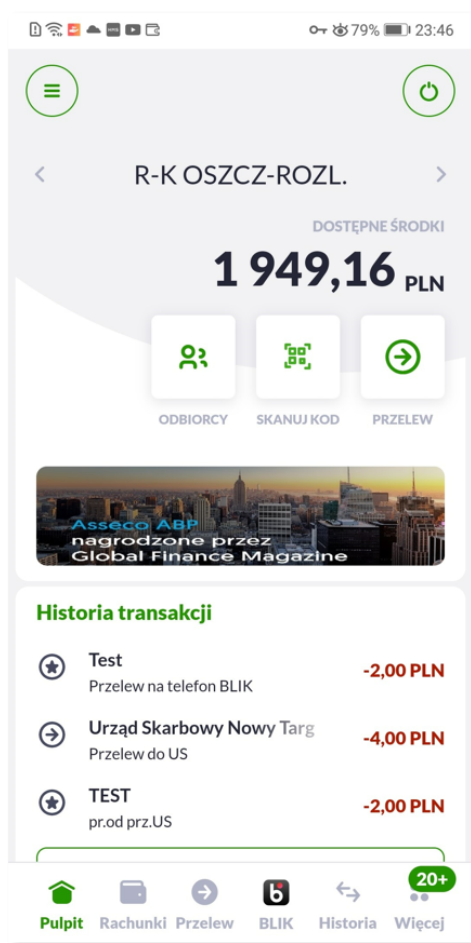 79% 23:46
R-K OSZCZ-ROZL.
DOSTĘPNE ŚRODKI
1 949,16 PLN
ODBIORCY SKANUJ KOD PRZELEW
Asseco ABP
nagrodzone przez
Global Finance Magazine
Historia transakcji
Test
-2,00 PLN
Przelew na telefon BLIK
Urząd Skarbowy Nowy Targ
-4,00 PLN
Przelew do US
TEST
-2,00 PLN
pr.od prz.US
20+
Pulpit Rachunki Przelew BLIK Historia Więcej